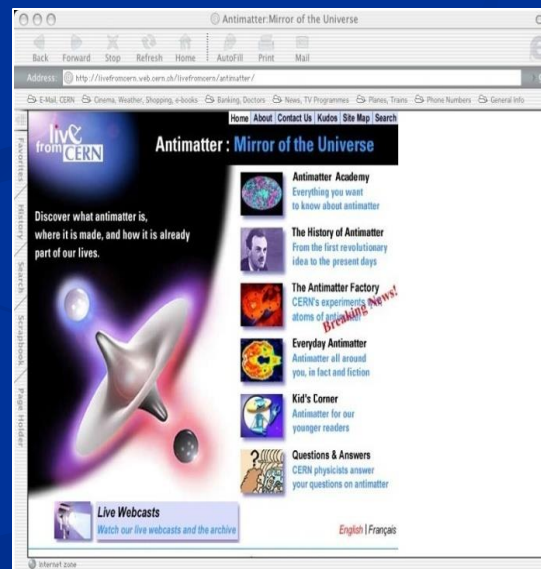 Antimatter:Mirror of the Universe
Back Forward Stop Refresh Home AutoFill Print Mail
Address: http://livefromcern.web.cern.ch/livefromcern/antimatter/
E-Mail, CERN Cinema, Weather, Shopping, e-books Banking, Doctors News, TV Programmes Planes, Trains Phone Numbers General Info
Favorites
History
Search
Scrapbook
Page Holder
Home About Contact Us Kudos Site Map Search
live
from CERN
Antimatter : Mirror of the Universe
Discover what antimatter is,
where it is made, and how it is already
part of our lives.
Antimatter Academy
Everything you want
to know about antimatter
The History of Antimatter
From the first revolutionary
idea to the present days
The Antimatter Factory
CERN's experiments
atoms of
Breaking News!
Everyday Antimatter
Antimatter all around
you, in fact and fiction
Kid's Corner
Antimatter for our
younger readers
Questions & Answers
CERN physicists answer
your questions on antimatter
Live Webcasts
Watch our live webcasts and the archive
English | Français
Internet zone